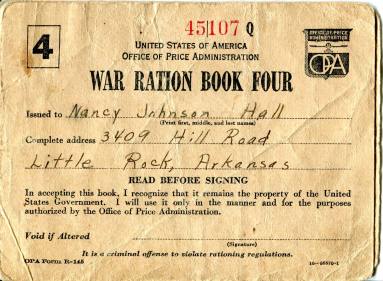 45107 Q
4
OFFICE OF PRICE
ADMINISTRATION
OPA
UNITED STATES OF AMERICA
OFFICE OF PRICE ADMINISTRATION
WAR RATION BOOK FOUR
Issued to Nancy Johnson Hall
(Print first, middle, and last names)
Complete address 3409 Hill Road
Little Rock, Arkansas
READ BEFORE SIGNING
In accepting this book, I recognize that it remains the property of the United
States Government. I will use it only in the manner and for the purposes
authorized by the Office of Price Administration.
Void if Altered
(Signature)
It is a criminal offense to violate rationing regulations.
OPA Form R-145